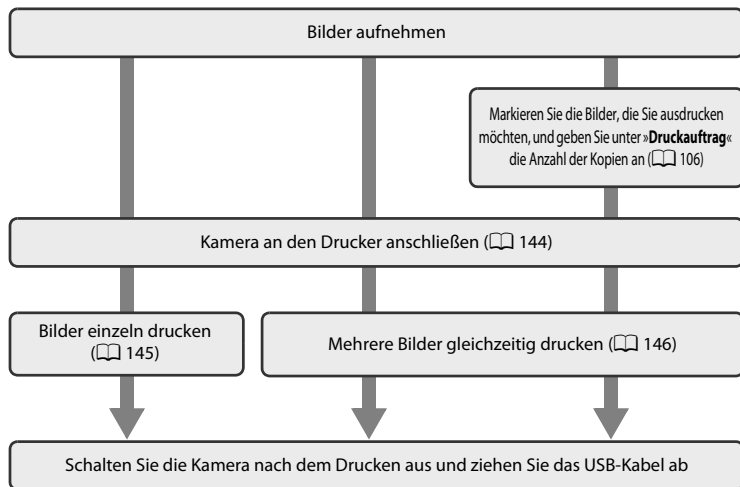 Bilder aufnehmen
Markieren Sie die Bilder, die Sie ausdrucken
möchten, und geben Sie unter »Druckauftrag«
die Anzahl der Kopien an (📖 106)
Kamera an den Drucker anschließen (📖 144)
Bilder einzeln drucken
(📖 145)
Mehrere Bilder gleichzeitig drucken (📖 146)
Schalten Sie die Kamera nach dem Drucken aus und ziehen Sie das USB-Kabel ab